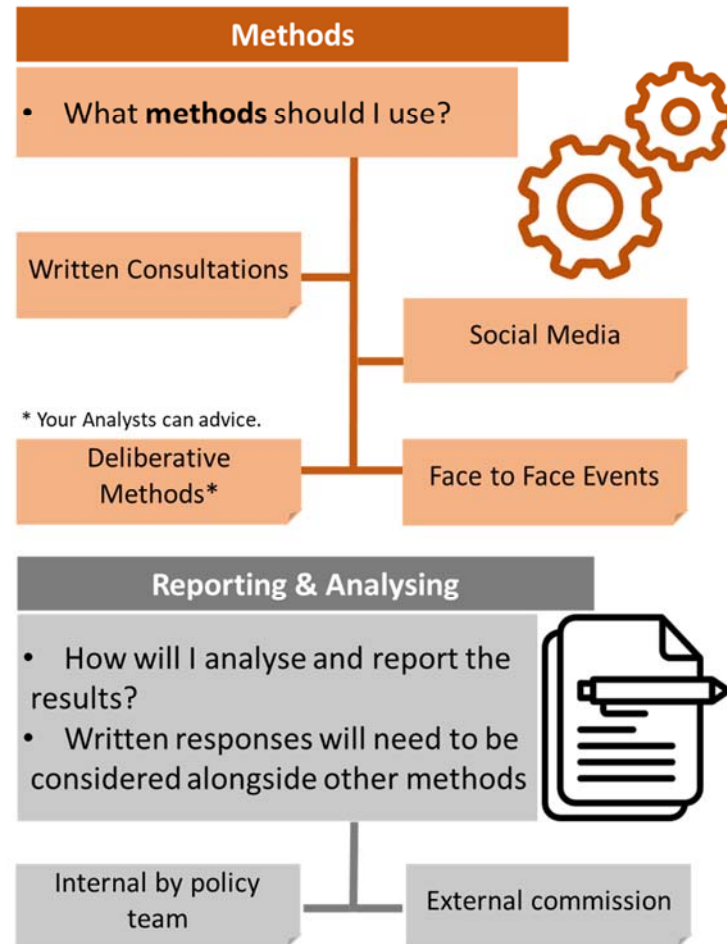 Methods
• What methods should I use?
Written Consultations
Social Media
* Your Analysts can advice.
Deliberative
Methods*
Face to Face Events
Reporting & Analysing
• How will I analyse and report the
results?
• Written responses will need to be
considered alongside other methods
Internal by policy
team
External commission